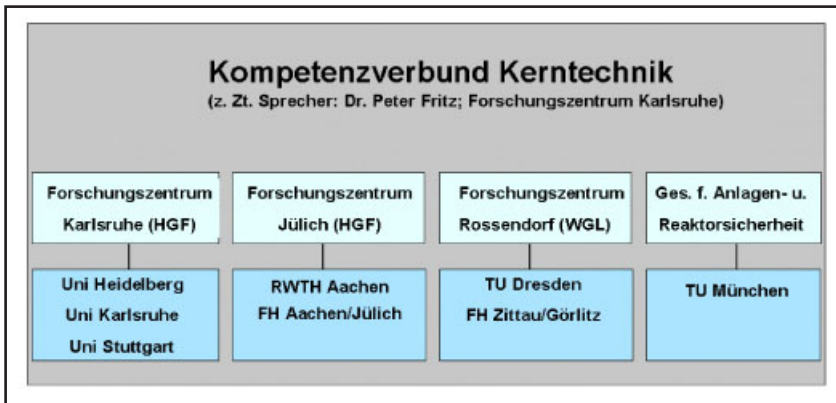 Kompetenzverbund Kerntechnik
(z. Zt. Sprecher: Dr. Peter Fritz; Forschungszentrum Karlsruhe)
Forschungszentrum
Karlsruhe (HGF)
Forschungszentrum
Jülich (HGF)
Forschungszentrum
Rossendorf (WGL)
Ges. f. Anlagen- u.
Reaktorsicherheit
Uni Heidelberg
Uni Karlsruhe
Uni Stuttgart
RWTH Aachen
FH Aachen/Jülich
TU Dresden
FH Zittau/Görlitz
TU München